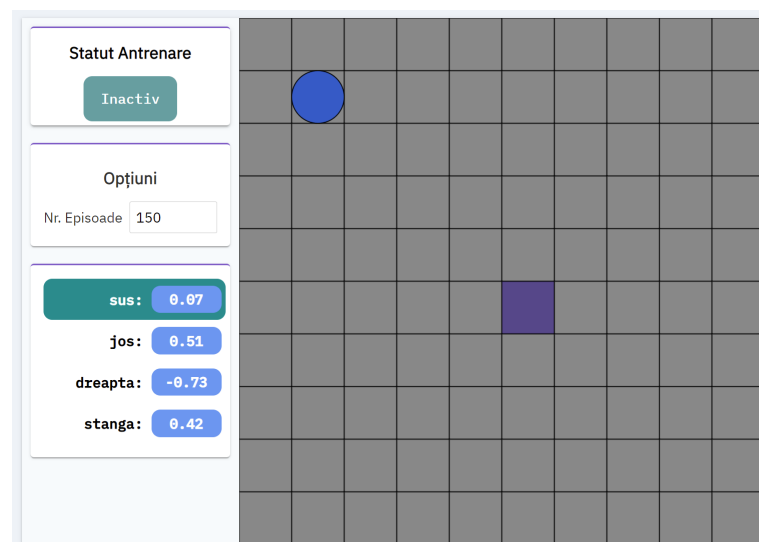 Statut Antrenare
Inactiv
Opțiuni
Nr. Episoade 150
sus: 0.07
jos: 0.51
dreapta: -0.73
stanga: 0.42